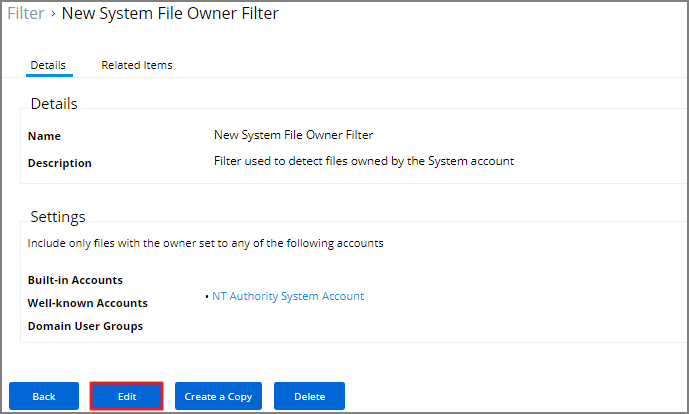 Filter › New System File Owner Filter
Details Related Items
Details
Name New System File Owner Filter
Description Filter used to detect files owned by the System account
Settings
Include only files with the owner set to any of the following accounts
Built-in Accounts
Well-known Accounts • NT Authority System Account
Domain User Groups
Back Edit Create a Copy Delete